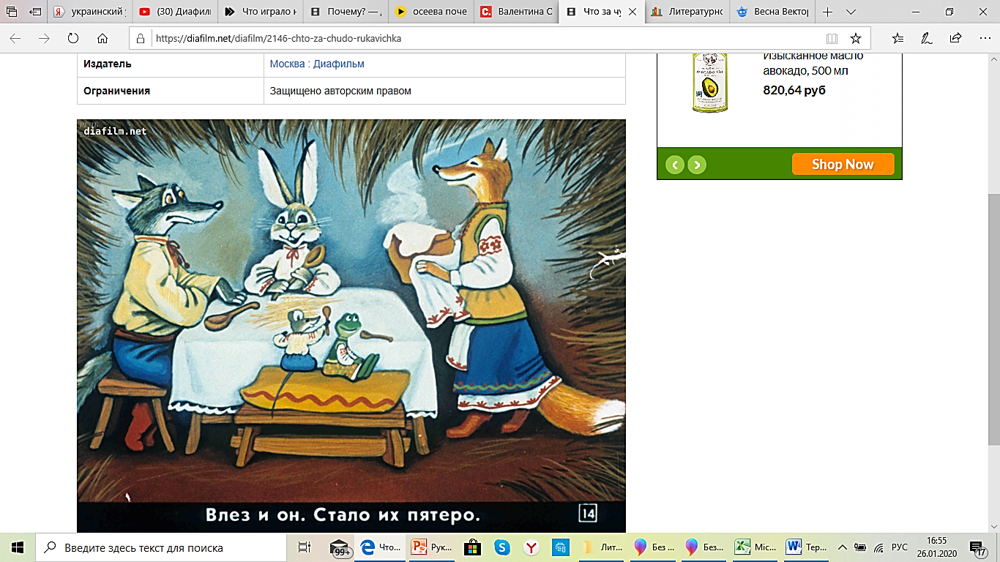 украинский
(30) Диафил
Что играло н
Почему? —
осеева поче
Валентина О
Что за чу
Литературно
Весна Вектор
https://diafilm.net/diafilm/2146-chto-za-chudo-rukavichka
Издатель
Москва : Диафильм
Ограничения
Защищено авторским правом
Изысканное масло
авокадо, 500 мл
820,64 руб
Shop Now
diafilm.net
Влез и он. Стало их пятеро.
14
Введите здесь текст для поиска
99+
Что...
Рук...
Лит...
Без ...
Без...
Mic...
Тер...
РУС
16:55
26.01.2020
17